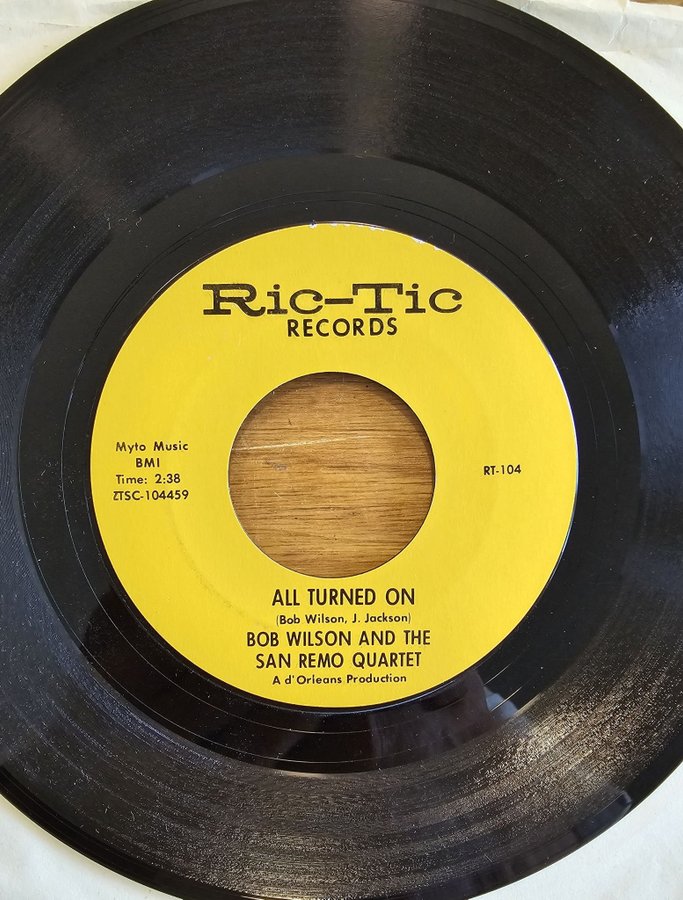 Ric-Tic
RECORDS
Myto Music
BMI
Time: 2:38
ZTSC-104459
RT-104
ALL TURNED ON
(Bob Wilson, J. Jackson)
BOB WILSON AND THE
SAN REMO QUARTET
A d'Orleans Production